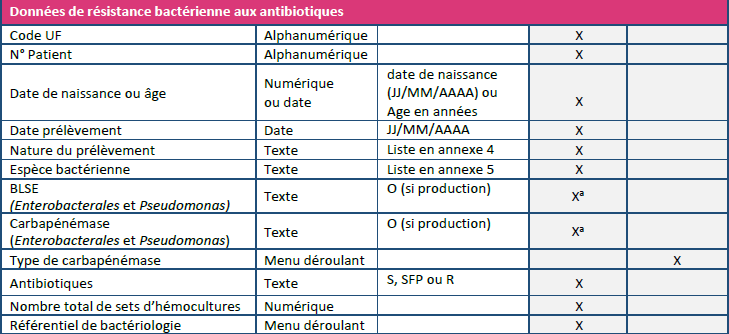 Données de résistance bactérienne aux antibiotiques
Code UF Alphanumérique X
N° Patient Alphanumérique X
Date de naissance ou âge Numérique ou date date de naissance (JJ/MM/AAAA) ou Age en années X
Date prélèvement Date JJ/MM/AAAA X
Nature du prélèvement Texte Liste en annexe 4 X
Espèce bactérienne Texte Liste en annexe 5 X
BLSE (Enterobacterales et Pseudomonas) Texte O (si production) Xª
Carbapénémase (Enterobacterales et Pseudomonas) Texte O (si production) Xª
Type de carbapénémase Menu déroulant X
Antibiotiques Texte S, SFP ou R X
Nombre total de sets d’hémocultures Numérique X
Référentiel de bactériologie Menu déroulant X